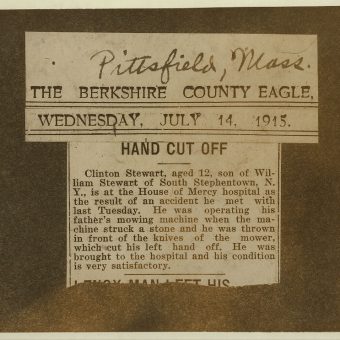 Pittsfield, Mass.
THE BERKSHIRE COUNTY EAGLE,
WEDNESDAY, JULY 14, 1915.
HAND CUT OFF
Clinton Stewart, aged 12, son of Wil-
liam Stewart of South Stephentown, N.
Y., is at the House of Mercy hospital as
the result of an accident he met with
last Tuesday. He was operating his
father's mowing machine when the ma-
chine struck a stone and he was thrown
in front of the knives of the mower,
which cut his left hand off. He was
brought to the hospital and his condition
is very satisfactory.
LENOX MAN LEFT HIS